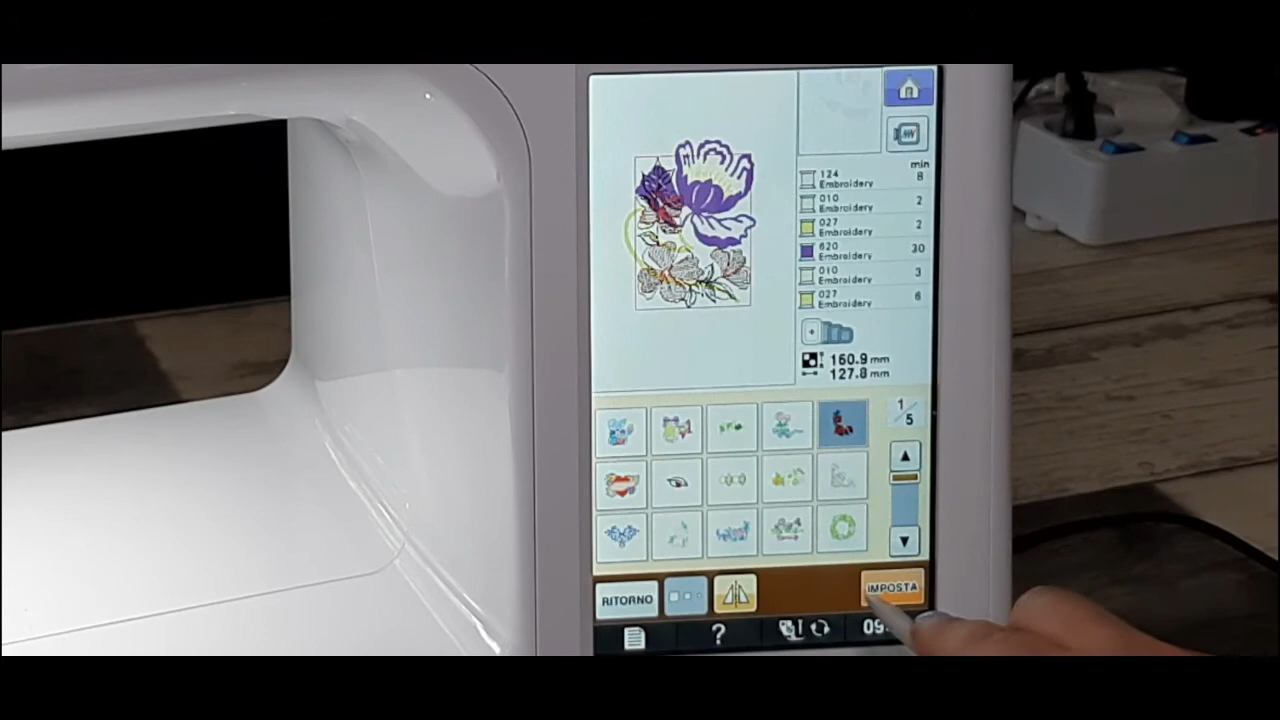 min
124 8
Embroidery
010 2
Embroidery
027 2
Embroidery
620 30
Embroidery
010 3
Embroidery
027 6
Embroidery
160.9 mm
127.8 mm
1/5
RITORNO
IMPOSTA
?